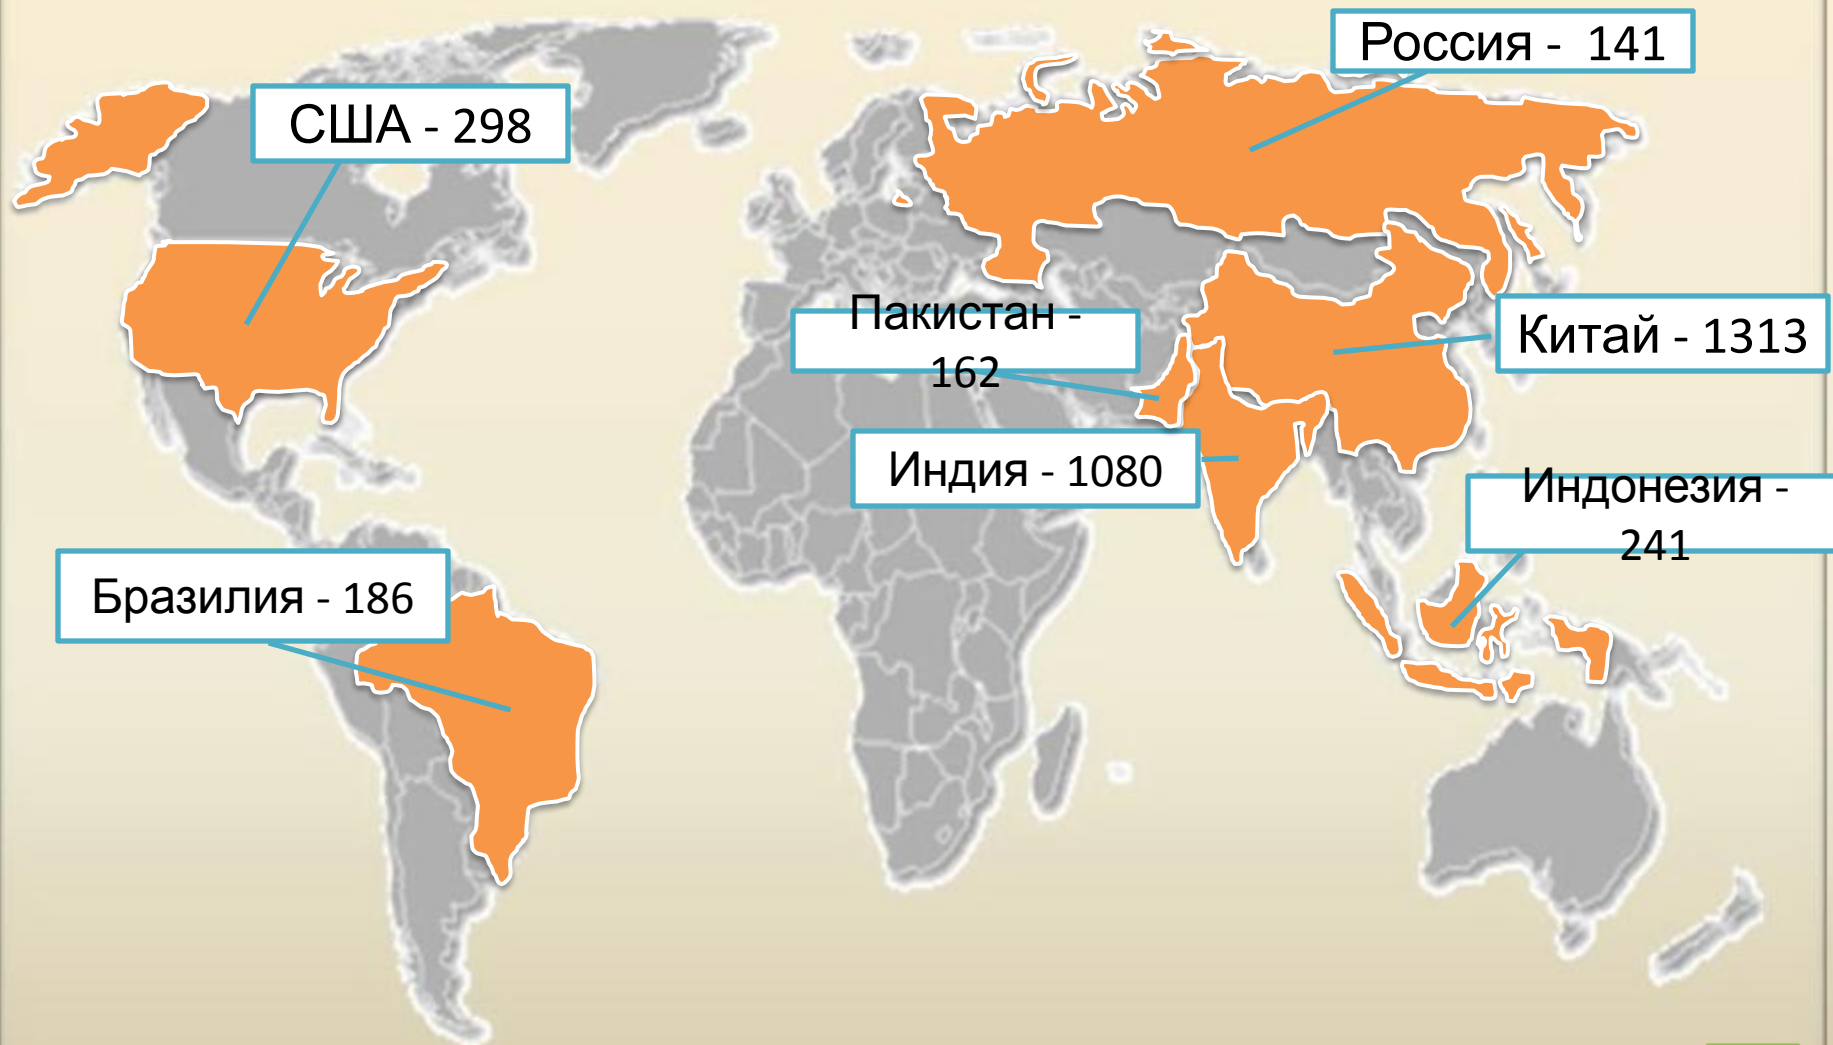 Россия - 141
США - 298
Пакистан -
162
Китай - 1313
Индия - 1080
Индонезия -
241
Бразилия - 186